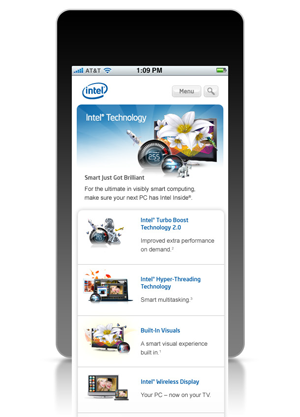 AT&T 1:09 PM
intel Menu
Intel® Technology
255
Smart Just Got Brilliant
For the ultimate in visibly smart computing,
make sure your next PC has Intel Inside®.
Intel® Turbo Boost
Technology 2.0
Improved extra performance
on demand.²
Intel® Hyper-Threading
Technology
Smart multitasking.³
Built-In Visuals
A smart visual experience
built in.¹
Intel® Wireless Display
Your PC – now on your TV.